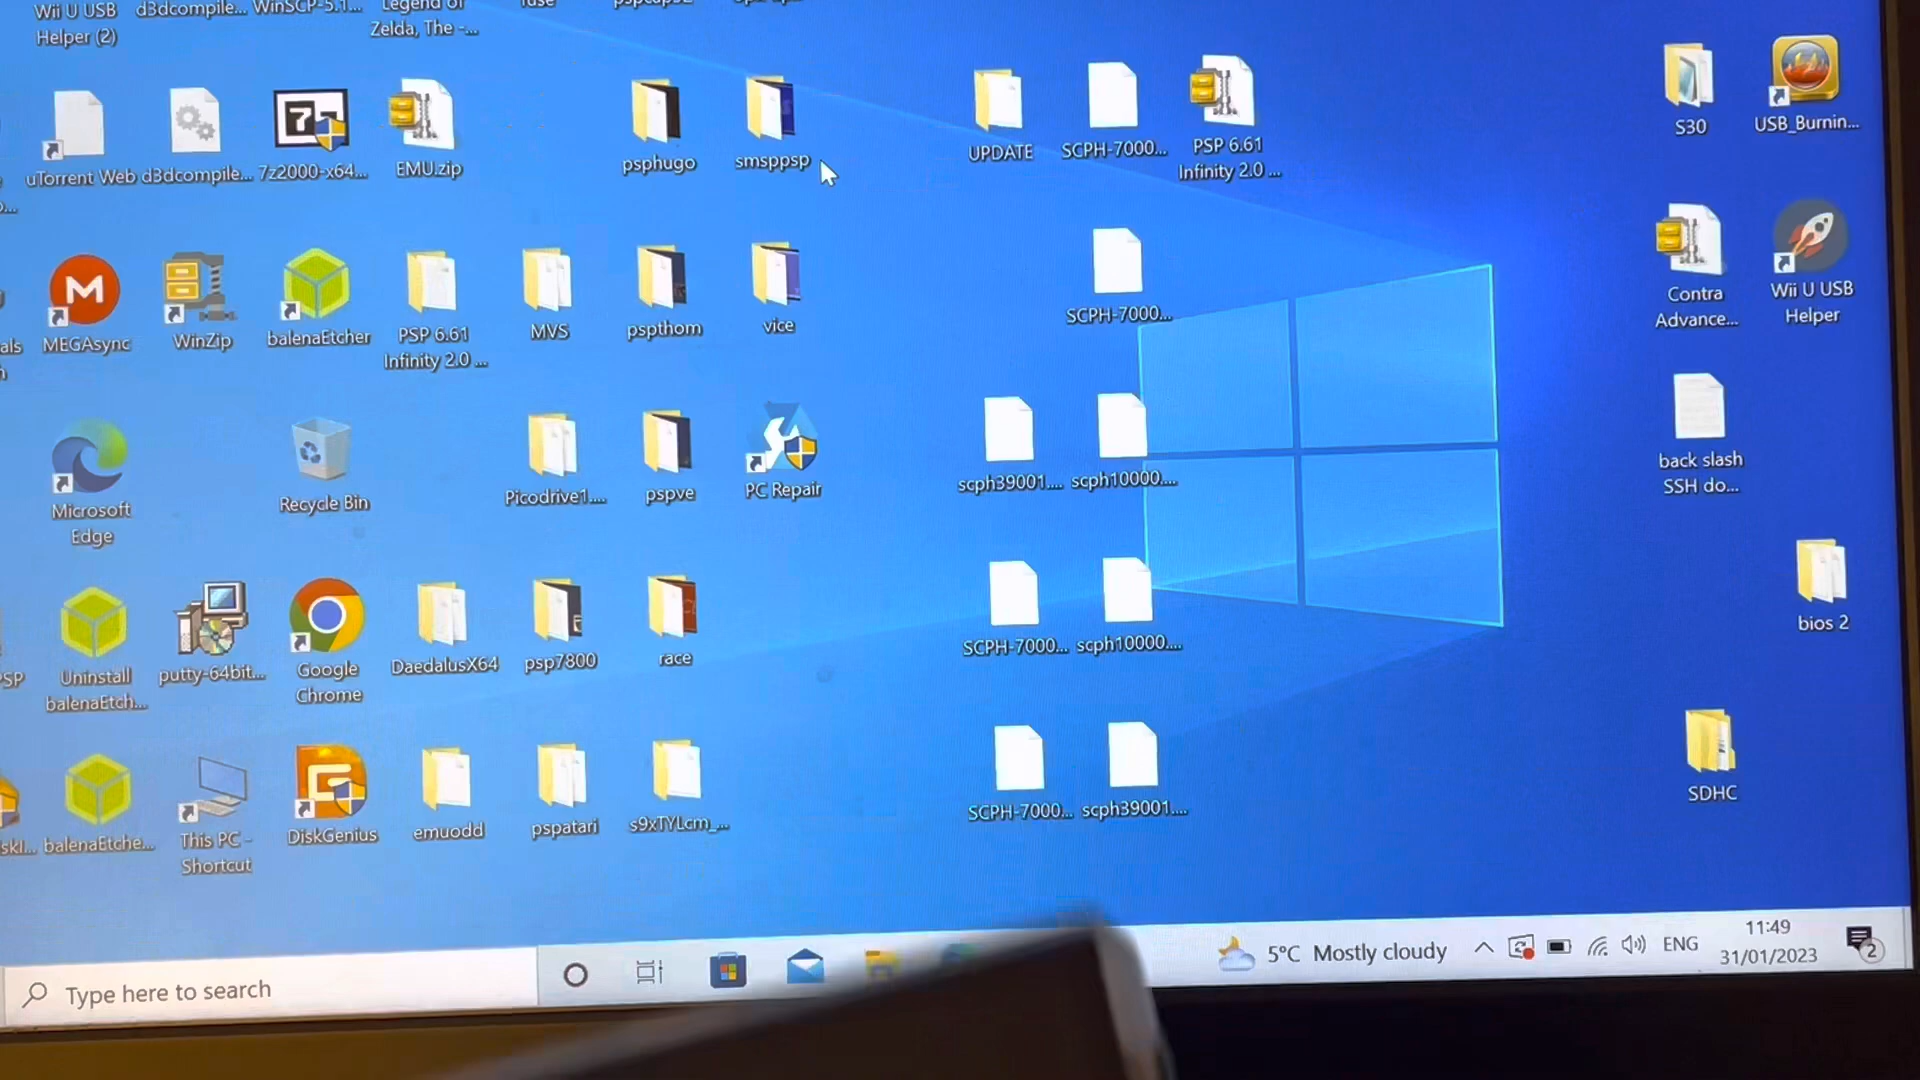 Wii U USB
Helper (2)
d3dcompile...
WinSCP-5.1...
Legend of
Zelda, The -...
fuse
uTorrent Web
d3dcompile...
7z2000-x64...
EMU.zip
psphugo
smsppsp
UPDATE
SCPH-7000...
PSP 6.61
Infinity 2.0 ...
S30
USB_Burnin...
MEGAsync
WinZip
balenaEtcher
PSP 6.61
Infinity 2.0 ...
MVS
pspthom
vice
SCPH-7000...
Contra
Advance...
Wii U USB
Helper
Microsoft
Edge
Recycle Bin
Picodrive1....
pspve
PC Repair
scph39001....
scph10000....
back slash
SSH do...
Uninstall
balenaEtch...
putty-64bit...
Google
Chrome
DaedalusX64
psp7800
race
SCPH-7000...
scph10000....
bios 2
balenaEtche...
This PC -
Shortcut
DiskGenius
emuodd
pspatari
s9xTYLcm_...
SCPH-7000...
scph39001....
SDHC
Type here to search
5°C Mostly cloudy
ENG
11:49
31/01/2023
2